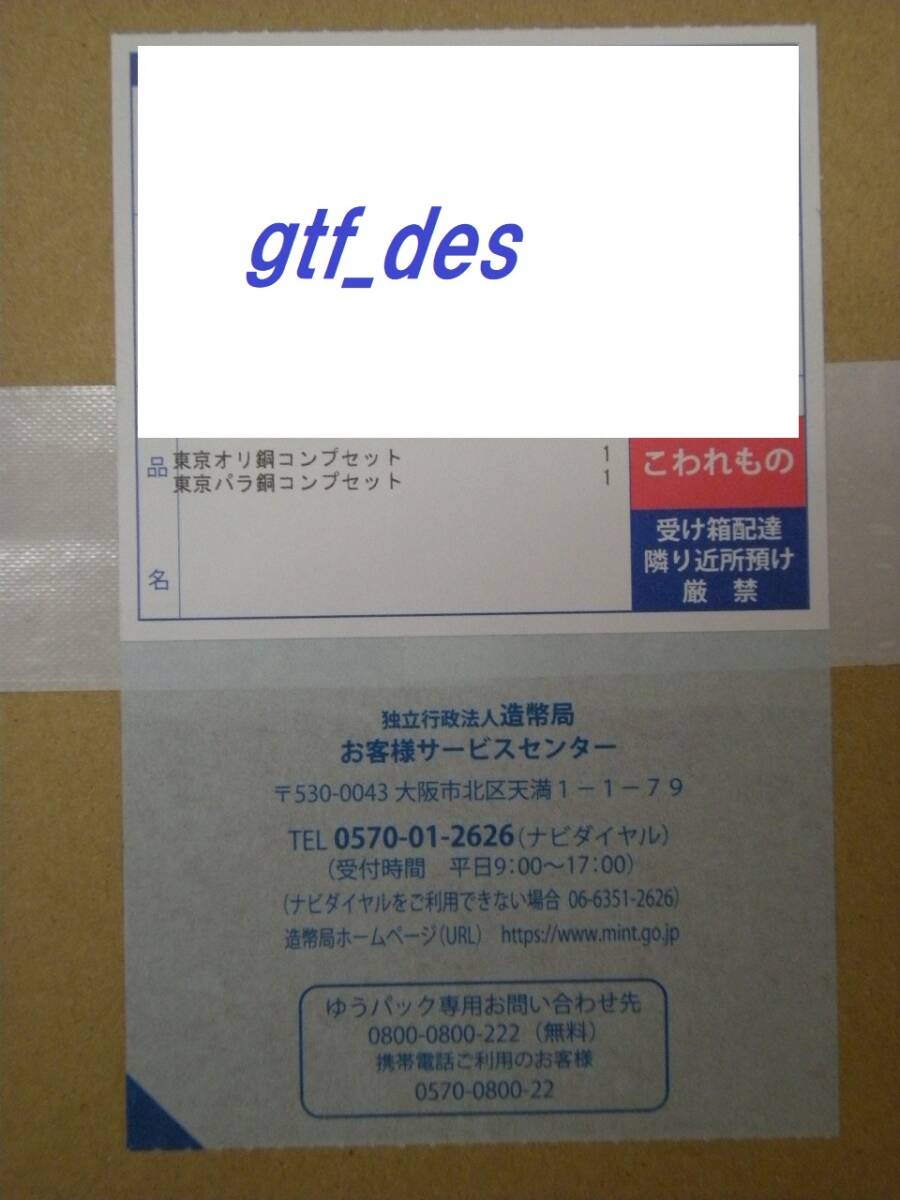 gtf_des
品 東京オリ銅コンプセット 1
東京パラ銅コンプセット 1
名
こわれもの
受け箱配達
隣り近所預け
厳 禁
独立行政法人造幣局
お客様サービスセンター
〒530-0043 大阪市北区天満1-1-79
TEL 0570-01-2626(ナビダイヤル)
(受付時間 平日9:00〜17:00)
(ナビダイヤルをご利用できない場合 06-6351-2626)
造幣局ホームページ(URL) https://www.mint.go.jp
ゆうパック専用お問い合わせ先
0800-0800-222(無料)
携帯電話ご利用のお客様
0570-0800-22